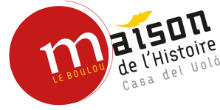 maison
LE BOULOU
de l'Histoire
Casa del Voló